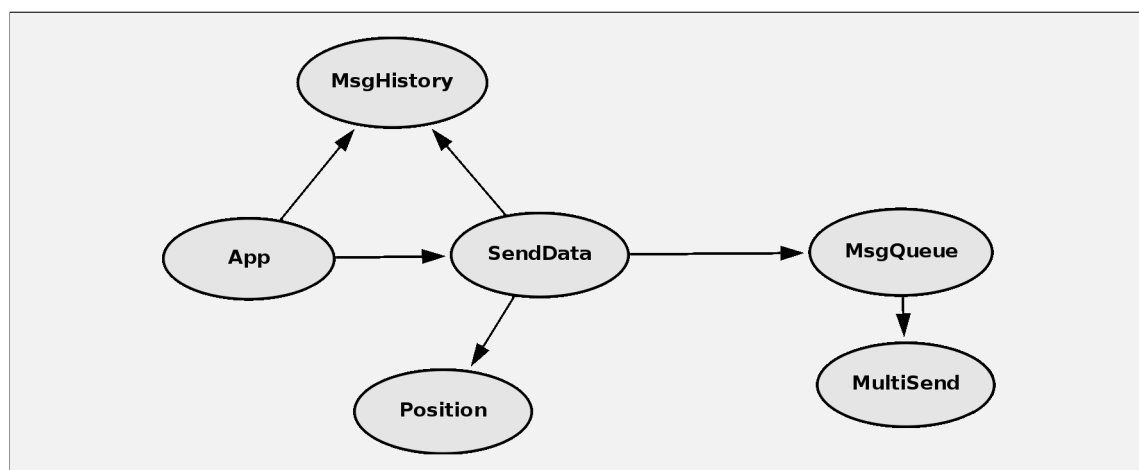 MsgHistory
App
SendData
MsgQueue
MultiSend
Position